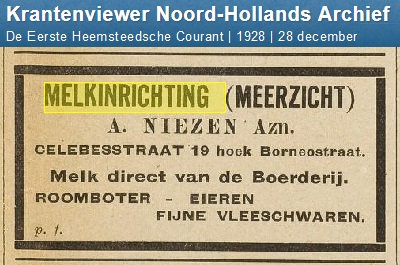 Krantenviewer Noord-Hollands Archief
De Eerste Heemsteedsche Courant | 1928 | 28 december
MELKINRICHTING (MEERZICHT)
A. NIEZEN Azn.
CELEBESSTRAAT 19 hoek Borneostraat.
Melk direct van de Boerderij.
ROOMBOTER - EIEREN
FIJNE VLEESCHWAREN.
p. 1.